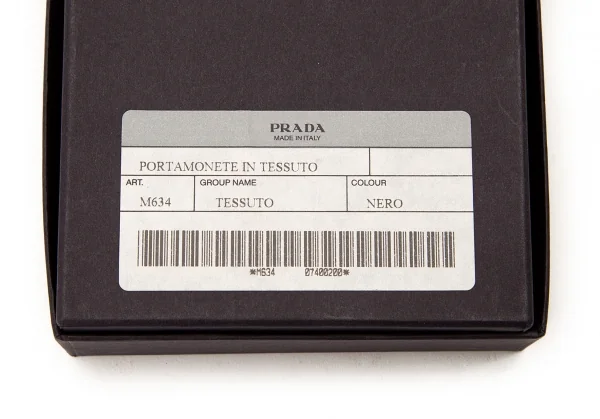 PRADA
MADE IN ITALY
PORTAMONETE IN TESSUTO
ART. GROUP NAME COLOUR
M634 TESSUTO NERO
*M634 07400200*